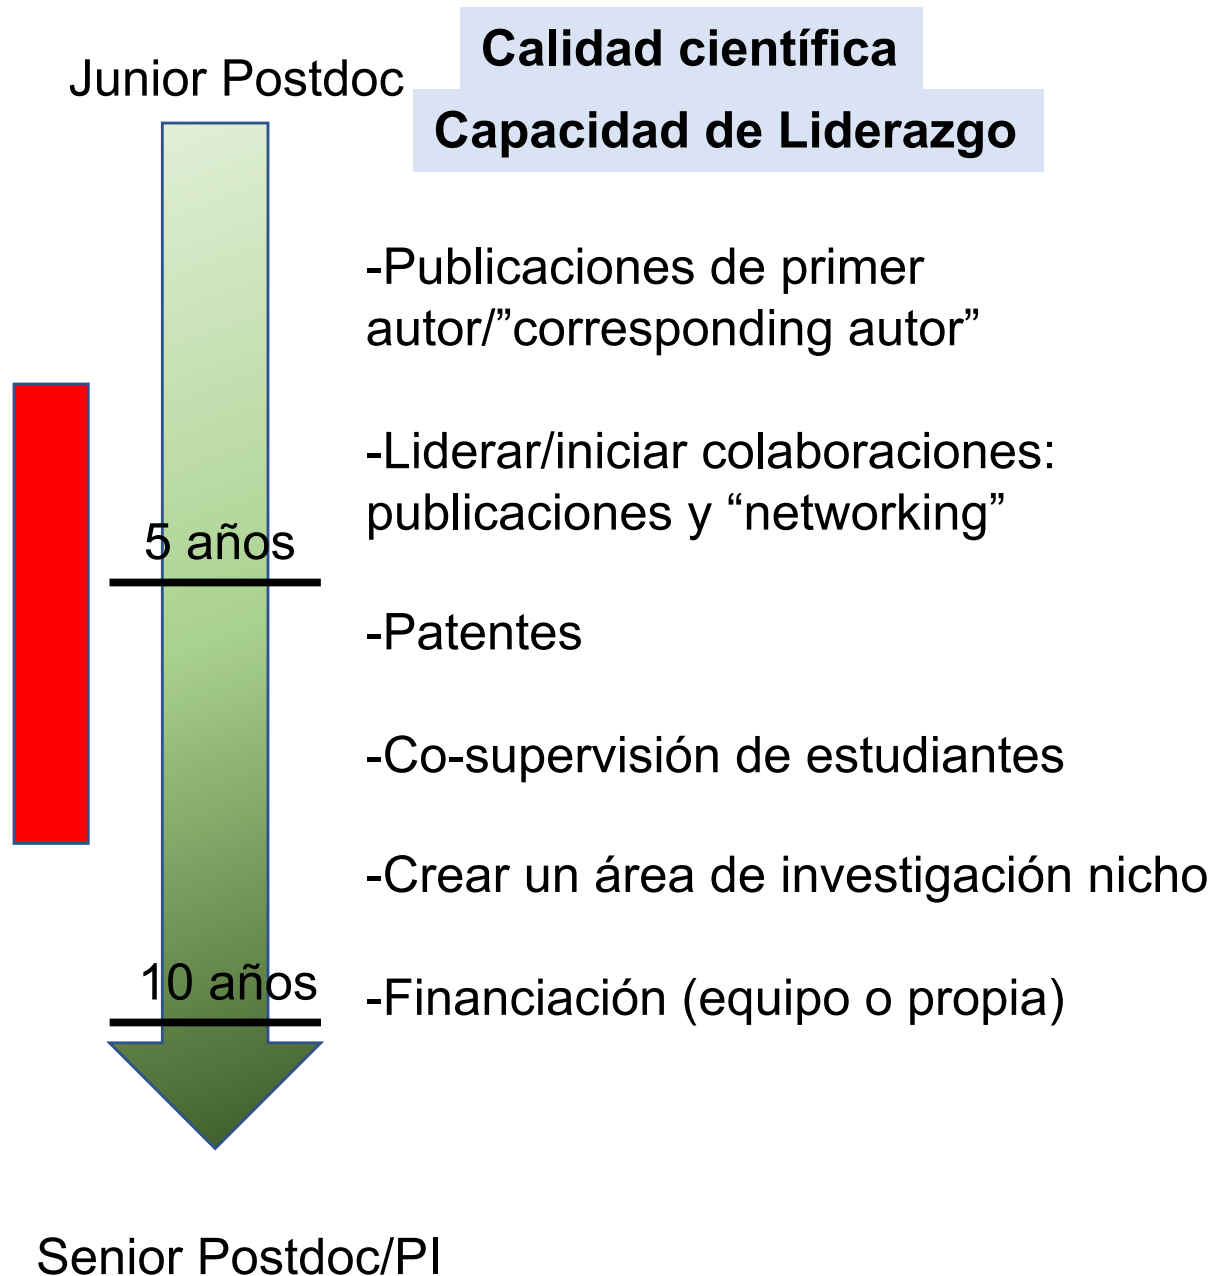 Junior Postdoc
Calidad científica
Capacidad de Liderazgo
-Publicaciones de primer
autor/”corresponding autor”
-Liderar/iniciar colaboraciones:
publicaciones y “networking”
5 años
-Patentes
-Co-supervisión de estudiantes
-Crear un área de investigación nicho
10 años
-Financiación (equipo o propia)
Senior Postdoc/PI